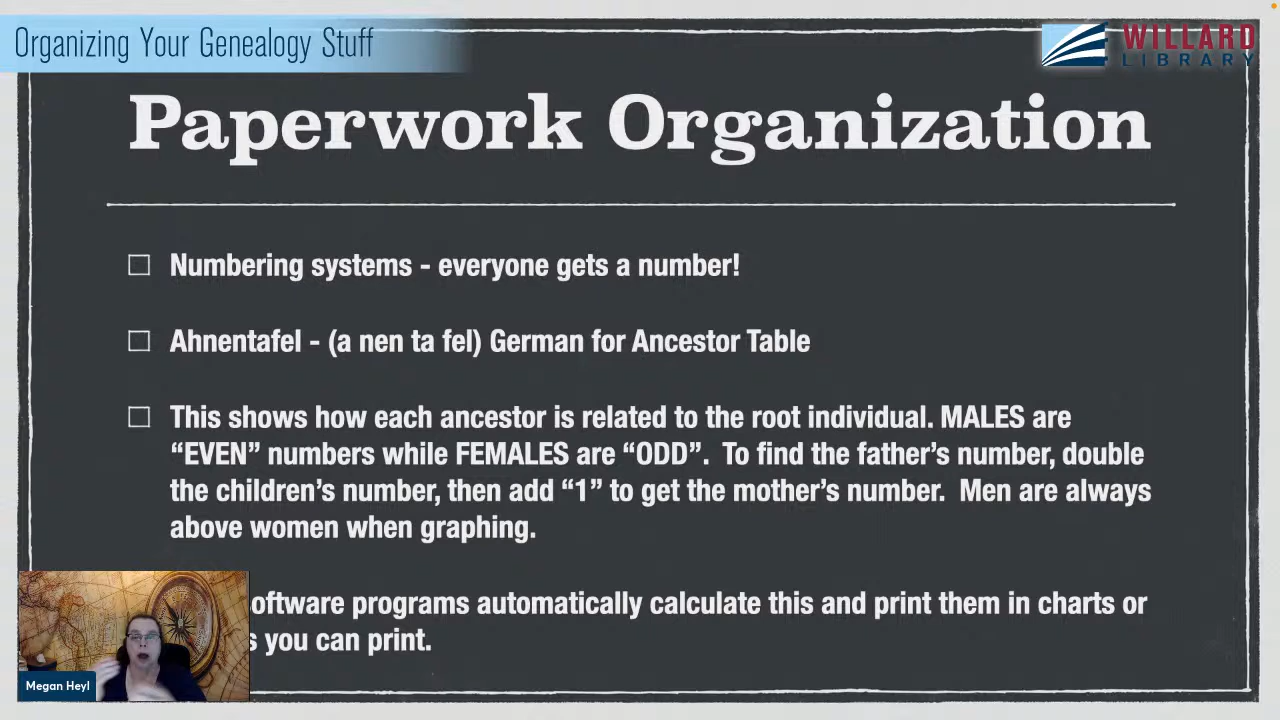 Organizing Your Genealogy Stuff
WILLARD
LIBRARY
Paperwork Organization
Numbering systems - everyone gets a number!
Ahnentafel - (a nen ta fel) German for Ancestor Table
This shows how each ancestor is related to the root individual. MALES are
“EVEN” numbers while FEMALES are “ODD”. To find the father’s number, double
the children’s number, then add “1” to get the mother’s number. Men are always
above women when graphing.
programs automatically calculate this and print them in charts or
you can print.
Megan Heyl